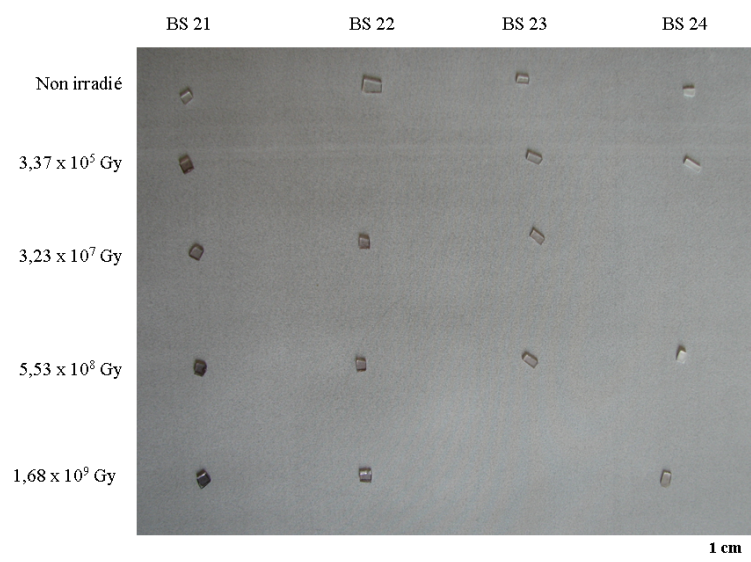 BS 21 BS 22 BS 23 BS 24
Non irradié
3,37 x 10⁵ Gy
3,23 x 10⁷ Gy
5,53 x 10⁸ Gy
1,68 x 10⁹ Gy
1 cm